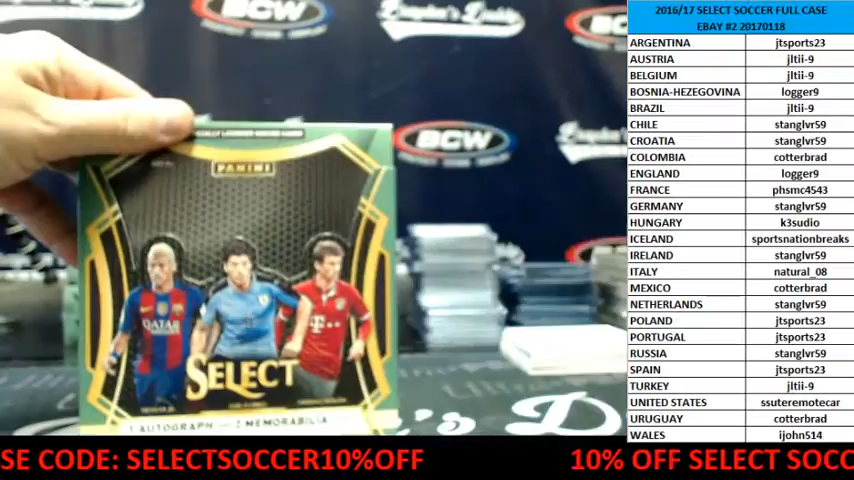 2016/17 SELECT SOCCER FULL CASE
EBAY #2 20170118
ARGENTINA jtsports23
AUSTRIA jltii-9
BELGIUM jltii-9
BOSNIA-HEZEGOVINA logger9
BRAZIL jltii-9
CHILE stanglvr59
CROATIA stanglvr59
COLOMBIA cotterbrad
ENGLAND logger9
FRANCE phsmc4543
GERMANY stanglvr59
HUNGARY k3sudio
ICELAND sportsnationbreaks
IRELAND stanglvr59
ITALY natural_08
MEXICO cotterbrad
NETHERLANDS stanglvr59
POLAND jtsports23
PORTUGAL jtsports23
RUSSIA stanglvr59
SPAIN jtsports23
TURKEY jltii-9
UNITED STATES ssuteremotecar
URUGUAY cotterbrad
WALES ijohn514
BCW
BCW
PANINI
QATAR
SELECT
1 AUTOGRAPH 2 MEMORABILIA
SE CODE: SELECTSOCCER10%OFF 10% OFF SELECT SOCC